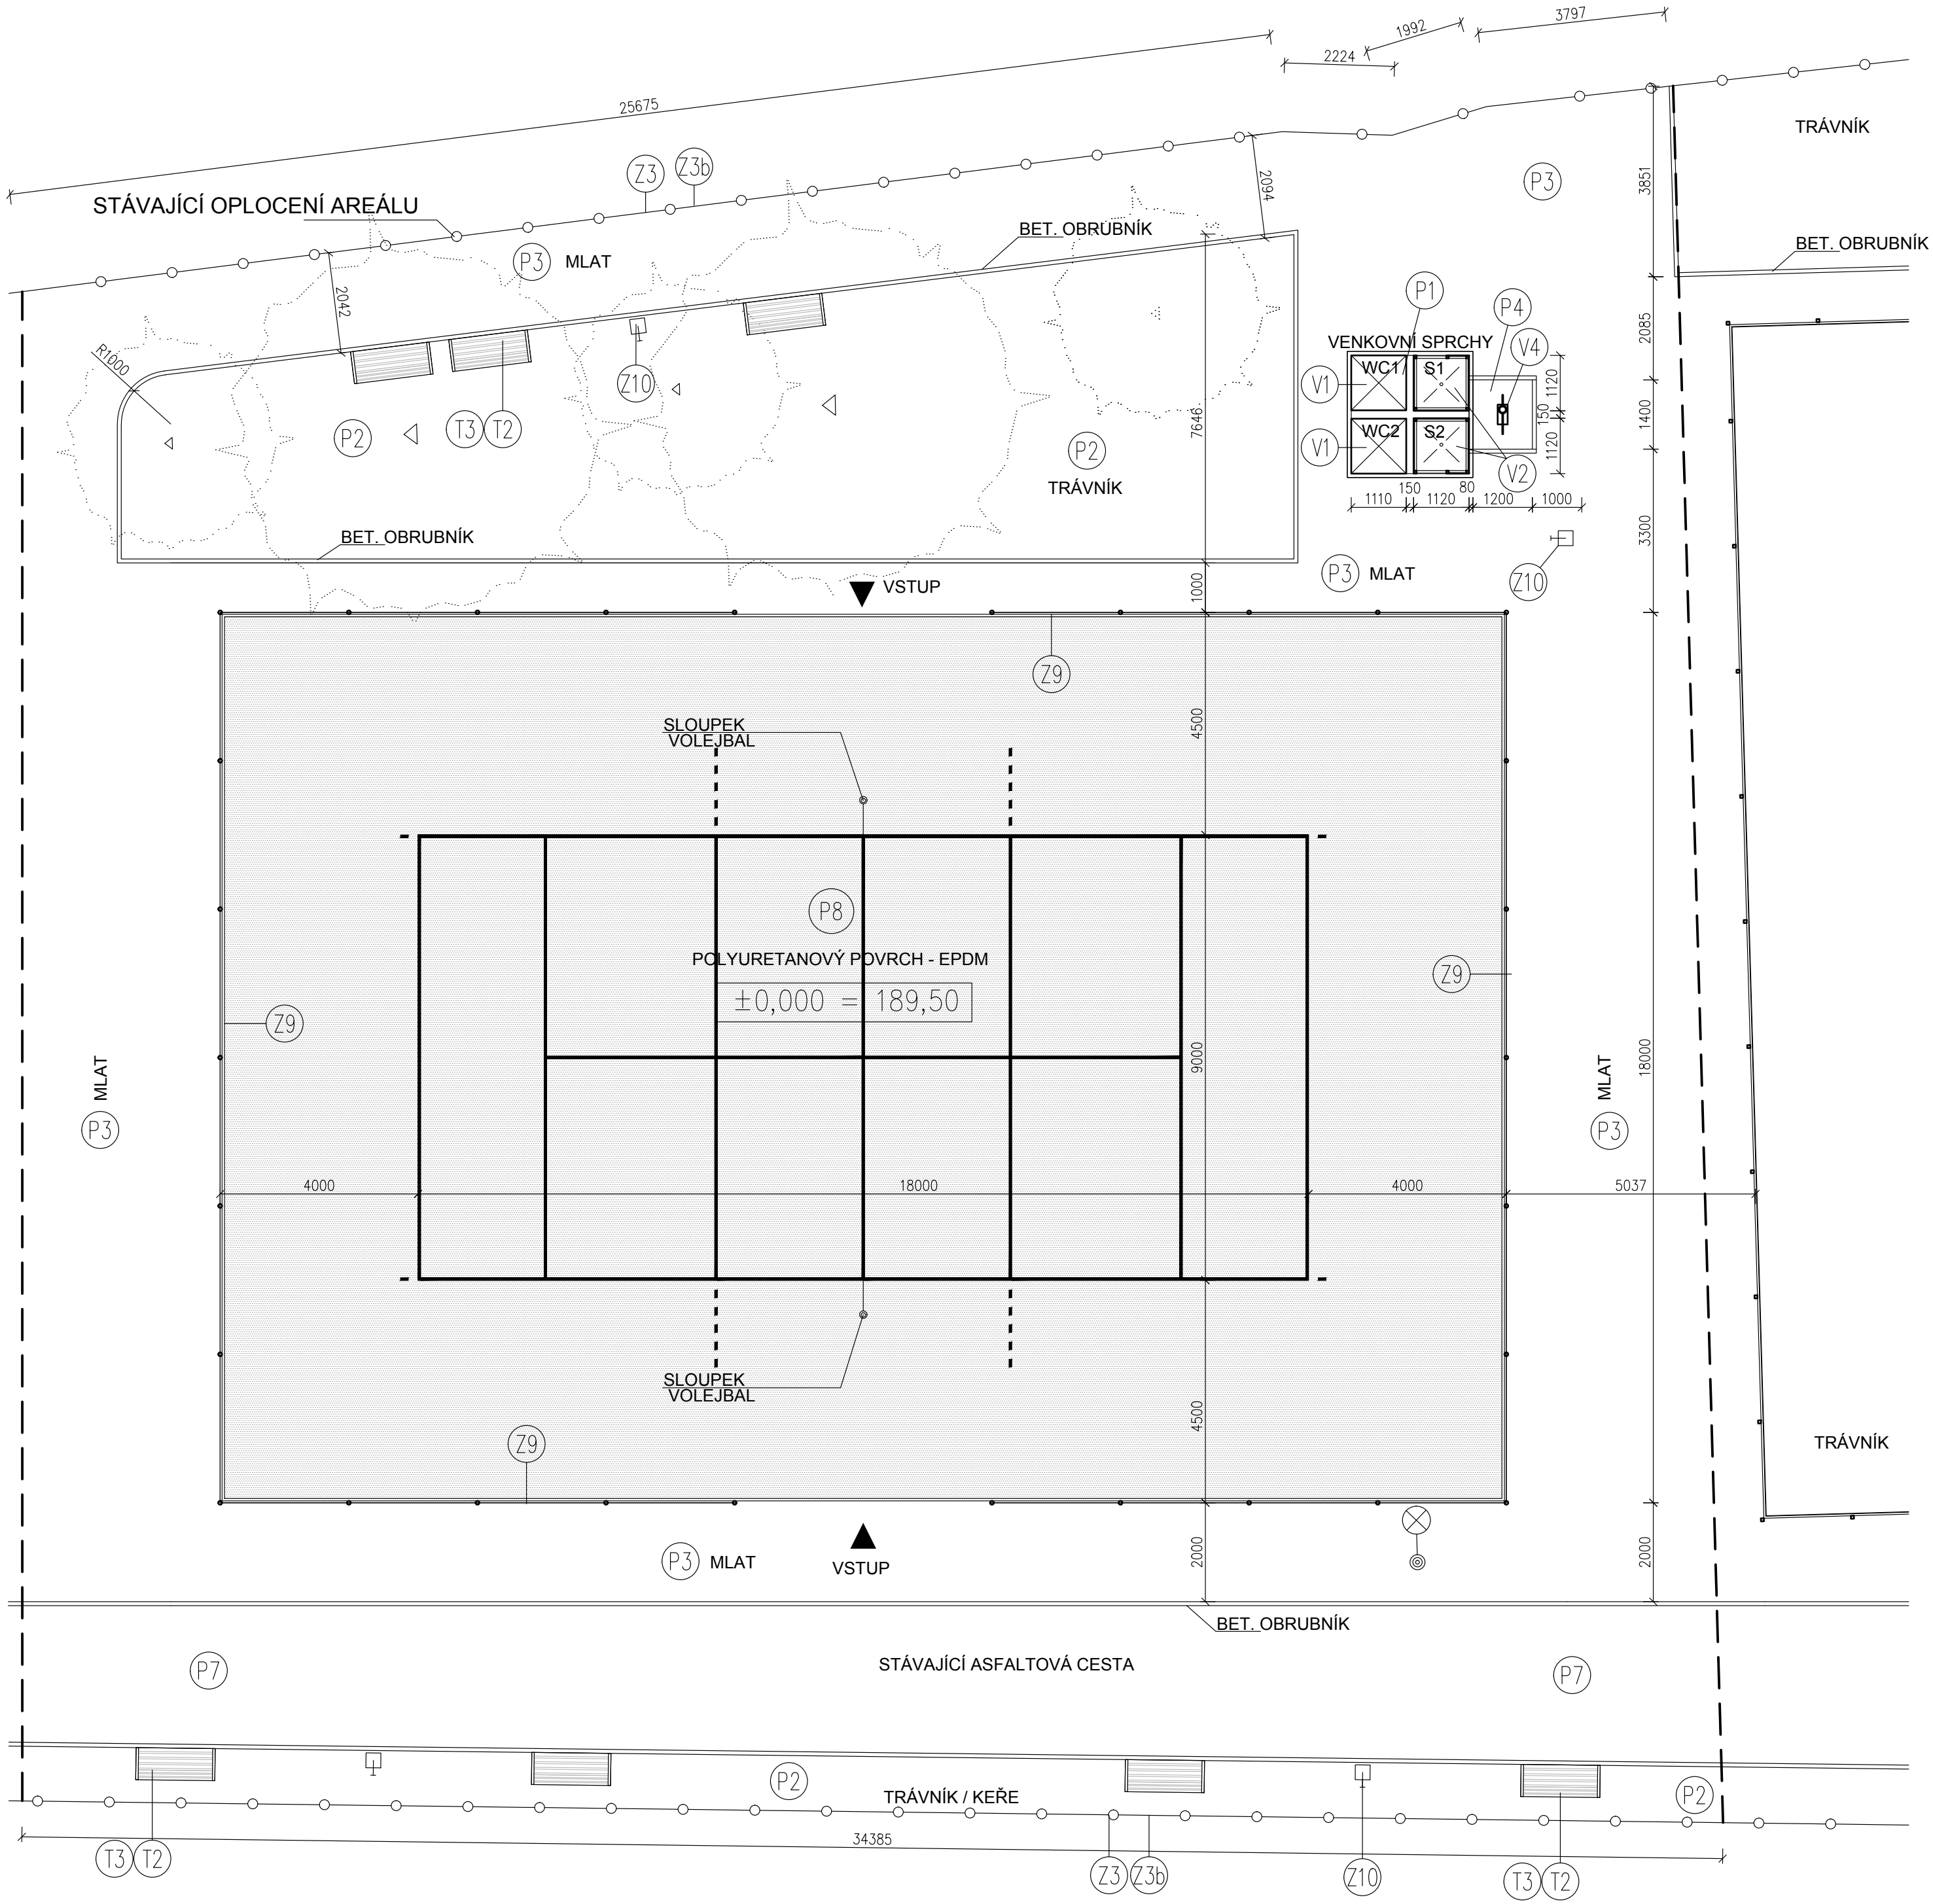 3797
1992
2224
25675
TRÁVNÍK
Z3
Z3b
P3
3851
2094
STÁVAJÍCÍ OPLOCENÍ AREÁLU
BET. OBRUBNÍK
BET. OBRUBNÍK
P3
MLAT
2042
P1
P4
2085
VENKOVNÍ SPRCHY
V4
R1000
WC1
S1
Z10
V1
1120
1400
150
P2
T3
T2
7646
P2
WC2
S2
V1
1120
V2
TRÁVNÍK
150
80
1110
1120
1200
1000
BET. OBRUBNÍK
3300
VSTUP
1000
P3
MLAT
Z10
Z9
4500
SLOUPEK
VOLEJBAL
P8
POLYURETANOVÝ POVRCH - EPDM
±0,000 = 189,50
Z9
Z9
9000
18000
MLAT
MLAT
P3
P3
4000
18000
4000
5037
SLOUPEK
VOLEJBAL
4500
Z9
TRÁVNÍK
P3
MLAT
VSTUP
2000
2000
BET. OBRUBNÍK
STÁVAJÍCÍ ASFALTOVÁ CESTA
P7
P7
P2
P2
TRÁVNÍK / KEŘE
34385
T3
T2
Z3
Z3b
Z10
T3
T2